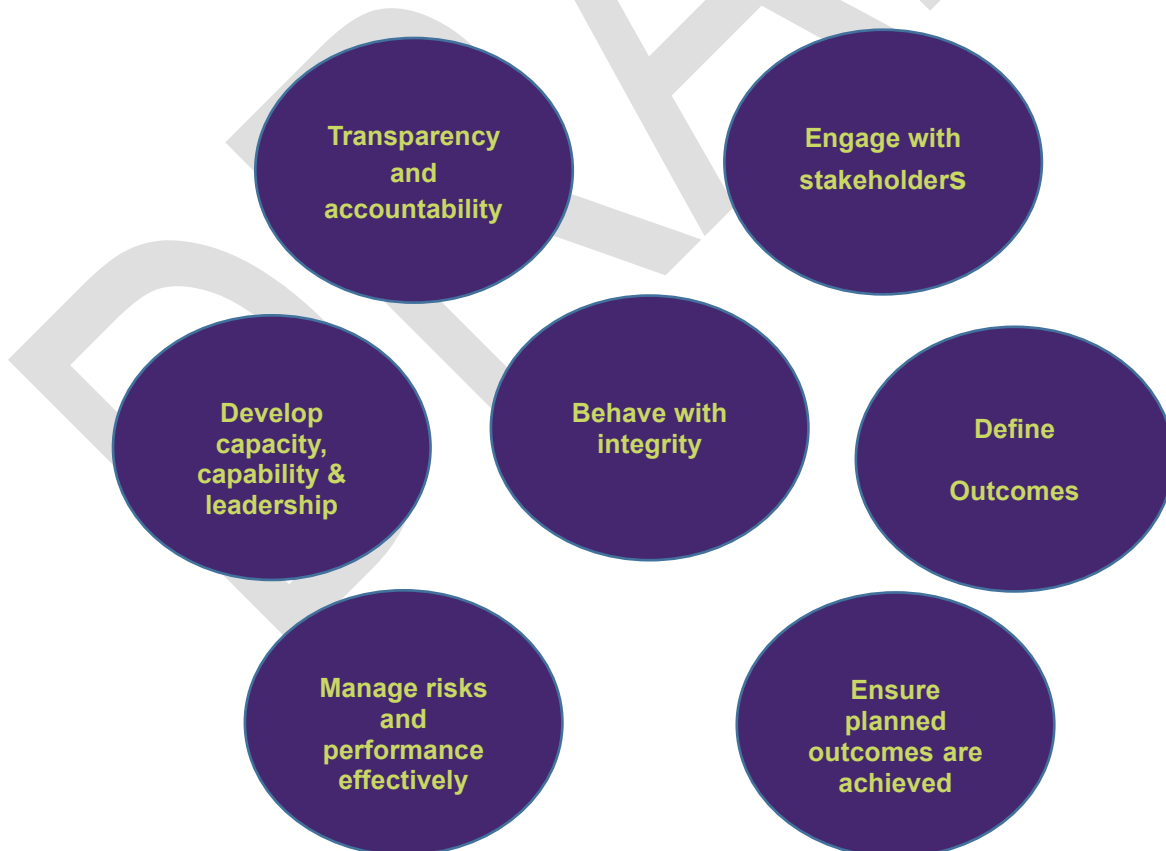 Transparency
and
accountability
Engage with
stakeholders
Develop
capacity,
capability &
leadership
Behave with
integrity
Define
Outcomes
Manage risks
and
performance
effectively
Ensure
planned
outcomes are
achieved